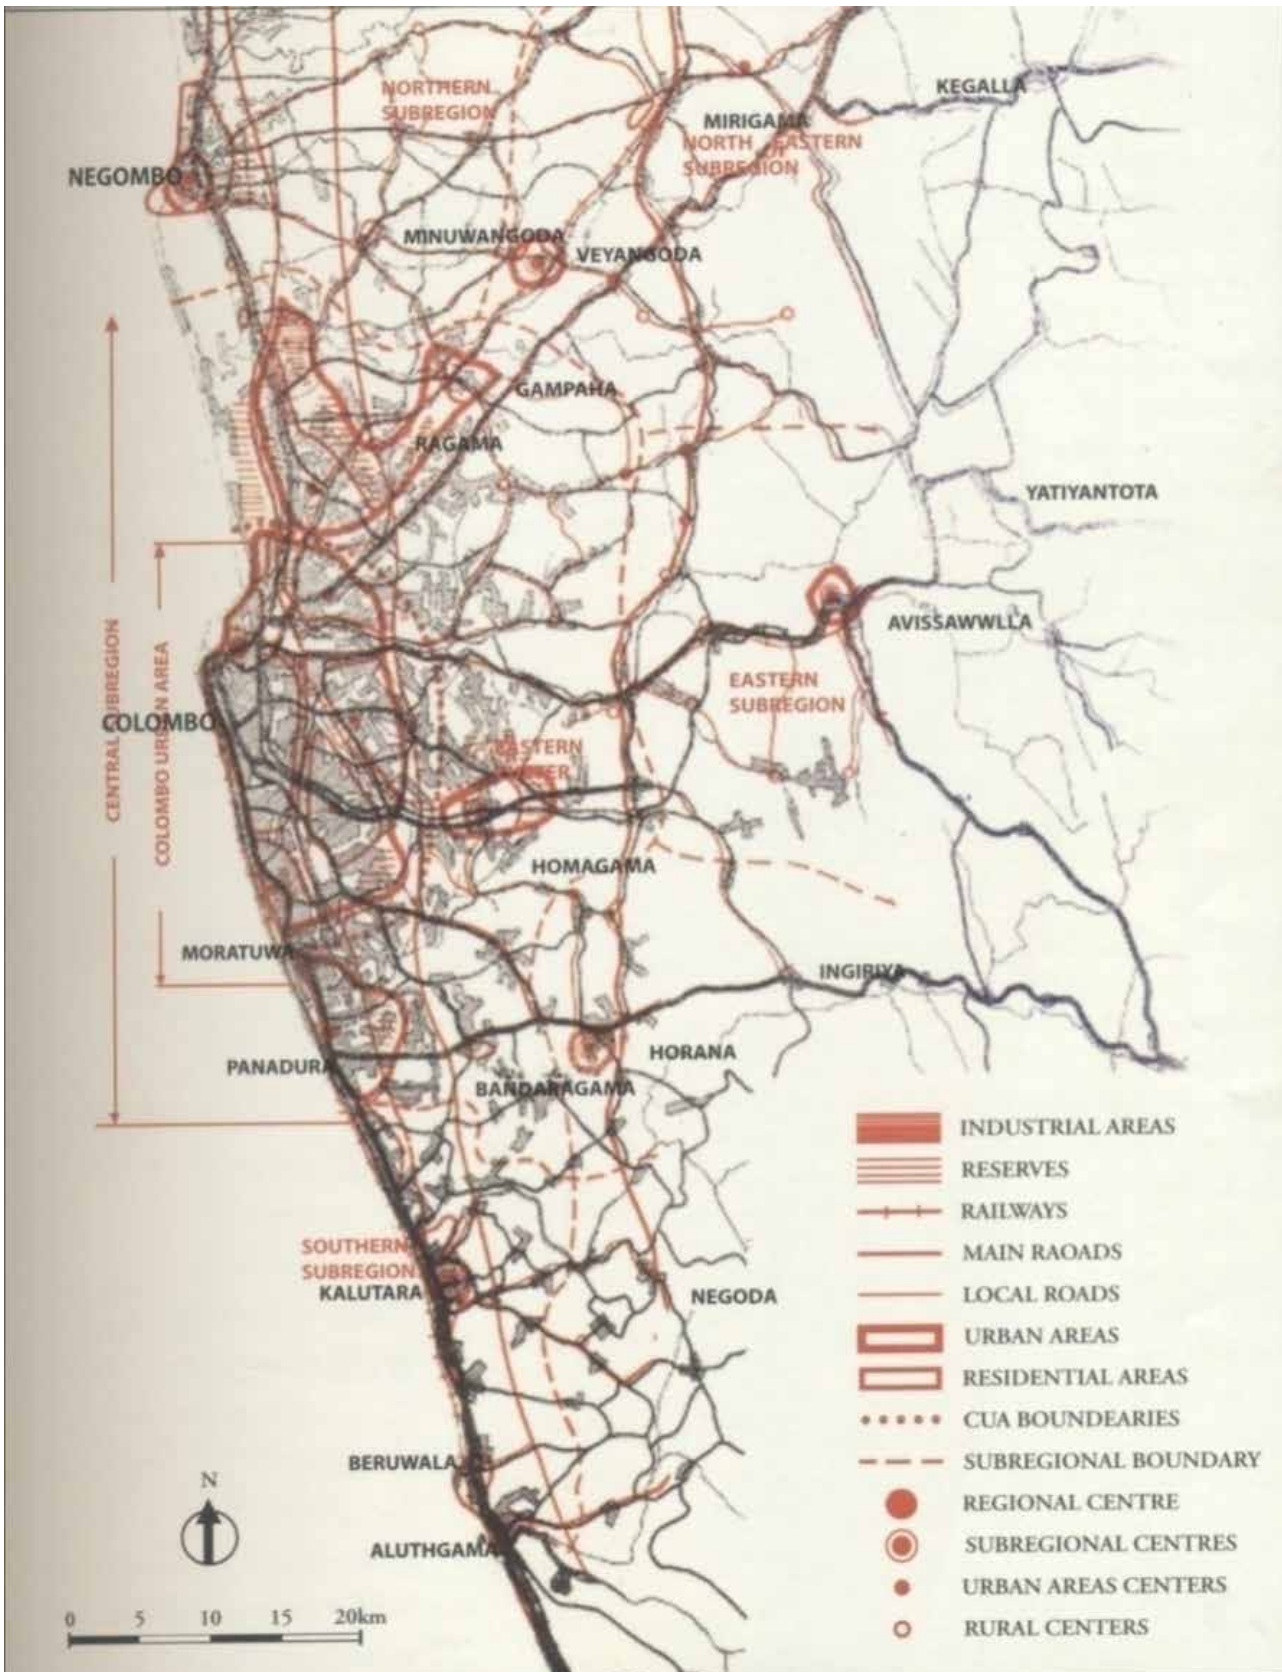 NORTHERN
SUBREGION
KEGALLA
MIRIGAMA
NORTH EASTERN
SUBREGION
NEGOMBO
MINUWANGODA
VEYANGODA
GAMPAHA
RAGAMA
YATIYANTOTA
AVISSAWWLLA
CENTRAL SUBREGION
COLOMBO URBAN AREA
EASTERN
SUBREGION
COLOMBO
EASTERN
HOMAGAMA
MORATUWA
INGIRIYA
PANADURA
HORANA
BANDARAGAMA
SOUTHERN
SUBREGION
KALUTARA
NEGODA
BERUWALA
ALUTHGAMA
N
0 5 10 15 20km
INDUSTRIAL AREAS
RESERVES
RAILWAYS
MAIN RAOADS
LOCAL ROADS
URBAN AREAS
RESIDENTIAL AREAS
CUA BOUNDEARIES
SUBREGIONAL BOUNDARY
REGIONAL CENTRE
SUBREGIONAL CENTRES
URBAN AREAS CENTERS
RURAL CENTERS